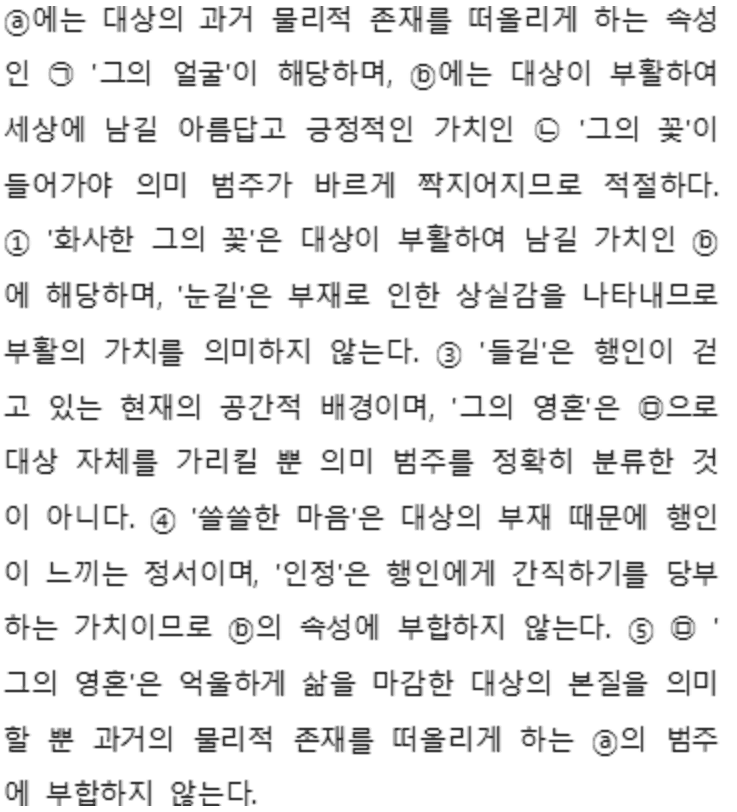 ⓐ에는 대상의 과거 물리적 존재를 떠올리게 하는 속성
인 ㉠ '그의 얼굴'이 해당하며, ⓑ에는 대상이 부활하여
세상에 남길 아름답고 긍정적인 가치인 ㉡ '그의 꽃'이
들어가야 의미 범주가 바르게 짝지어지므로 적절하다.
① '화사한 그의 꽃'은 대상이 부활하여 남길 가치인 ⓑ
에 해당하며, '눈길'은 부재로 인한 상실감을 나타내므로
부활의 가치를 의미하지 않는다. ③ '들길'은 행인이 걷
고 있는 현재의 공간적 배경이며, '그의 영혼'은 ㉤으로
대상 자체를 가리킬 뿐 의미 범주를 정확히 분류한 것
이 아니다. ④ '쓸쓸한 마음'은 대상의 부재 때문에 행인
이 느끼는 정서이며, '인정'은 행인에게 간직하기를 당부
하는 가치이므로 ⓑ의 속성에 부합하지 않는다. ⑤ ㉤ '
그의 영혼'은 억울하게 삶을 마감한 대상의 본질을 의미
할 뿐 과거의 물리적 존재를 떠올리게 하는 ⓐ의 범주
에 부합하지 않는다.